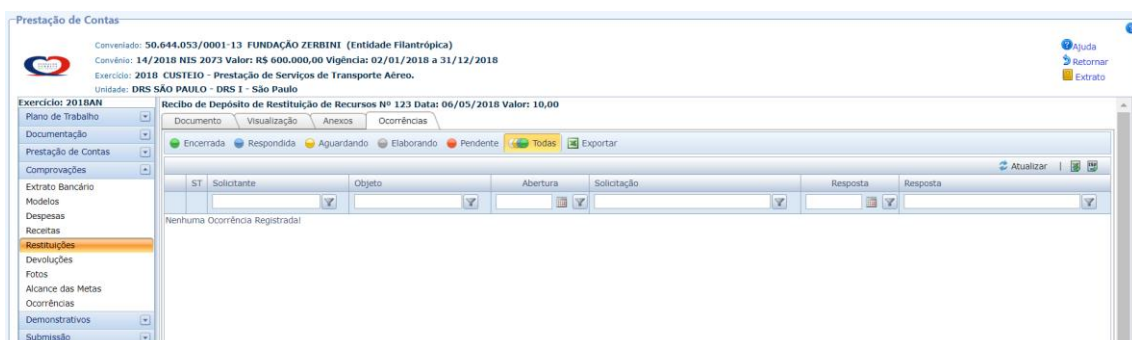 Prestação de Contas
Conveniado: 50.644.053/0001-13 FUNDAÇÃO ZERBINI (Entidade Filantrópica)
Convênio: 14/2018 NIS 2073 Valor: R$ 600.000,00 Vigência: 02/01/2018 a 31/12/2018
Exercício: 2018 CUSTEIO - Prestação de Serviços de Transporte Aéreo.
Unidade: DRS SÃO PAULO - DRS I - São Paulo
Ajuda
Retornar
Extrato
Exercício: 2018AN
Recibo de Depósito de Restituição de Recursos Nº 123 Data: 06/05/2018 Valor: 10,00
Plano de Trabalho
Documentação
Prestação de Contas
Comprovações
Extrato Bancário
Modelos
Despesas
Receitas
Restituições
Devoluções
Fotos
Alcance das Metas
Ocorrências
Demonstrativos
Submissão
Documento Visualização Anexos Ocorrências
Encerrada Respondida Aguardando Elaborando Pendente Todas Exportar
Atualizar
ST Solicitante Objeto Abertura Solicitação Resposta Resposta
Nenhuma Ocorrência Registrada!